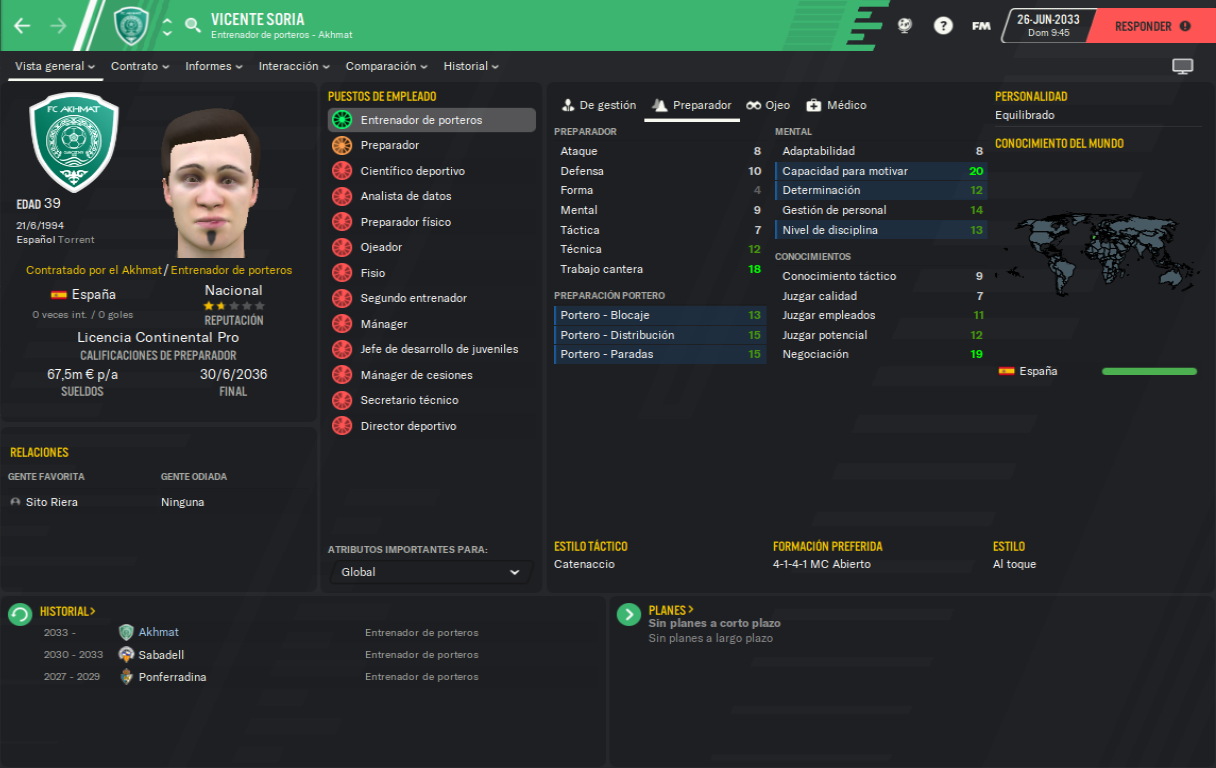 VICENTE SORIA
Entrenador de porteros - Akhmat
FM
26-JUN-2033
Dom 9:45
RESPONDER
Vista general
Contrato
Informes
Interacción
Comparación
Historial
FC AKHMAT
EDAD 39
21/6/1994
Español Torrent
Contratado por el Akhmat / Entrenador de porteros
España
0 veces int. / 0 goles
Nacional
REPUTACIÓN
Licencia Continental Pro
CALIFICACIONES DE PREPARADOR
67,5m € p/a
SUELDOS
30/6/2036
FINAL
RELACIONES
GENTE FAVORITA
GENTE ODIADA
Sito Riera
Ninguna
PUESTOS DE EMPLEADO
Entrenador de porteros
Preparador
Científico deportivo
Analista de datos
Preparador físico
Ojeador
Fisio
Segundo entrenador
Mánager
Jefe de desarrollo de juveniles
Mánager de cesiones
Secretario técnico
Director deportivo
ATRIBUTOS IMPORTANTES PARA:
Global
De gestión
Preparador
Ojeo
Médico
PREPARADOR
Ataque 8
Defensa 10
Forma 4
Mental 9
Táctica 7
Técnica 12
Trabajo cantera 18
PREPARACIÓN PORTERO
Portero - Blocaje 13
Portero - Distribución 15
Portero - Paradas 15
MENTAL
Adaptabilidad 8
Capacidad para motivar 20
Determinación 12
Gestión de personal 14
Nivel de disciplina 13
CONOCIMIENTOS
Conocimiento táctico 9
Juzgar calidad 7
Juzgar empleados 11
Juzgar potencial 12
Negociación 19
ESTILO TÁCTICO
Catenaccio
FORMACIÓN PREFERIDA
4-1-4-1 MC Abierto
ESTILO
Al toque
PERSONALIDAD
Equilibrado
CONOCIMIENTO DEL MUNDO
España
HISTORIAL >
2033 - Akhmat Entrenador de porteros
2030 - 2033 Sabadell Entrenador de porteros
2027 - 2029 Ponferradina Entrenador de porteros
PLANES >
Sin planes a corto plazo
Sin planes a largo plazo